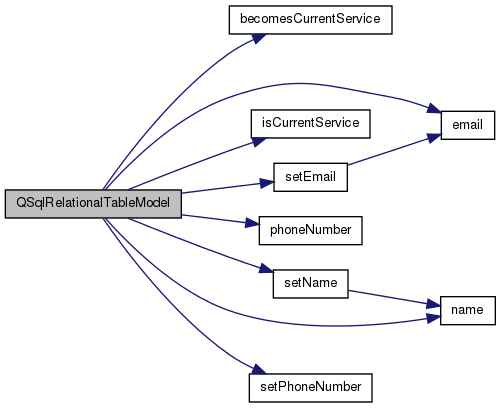 becomesCurrentService
email
isCurrentService
setEmail
QSqlRelationalTableModel
phoneNumber
setName
name
setPhoneNumber